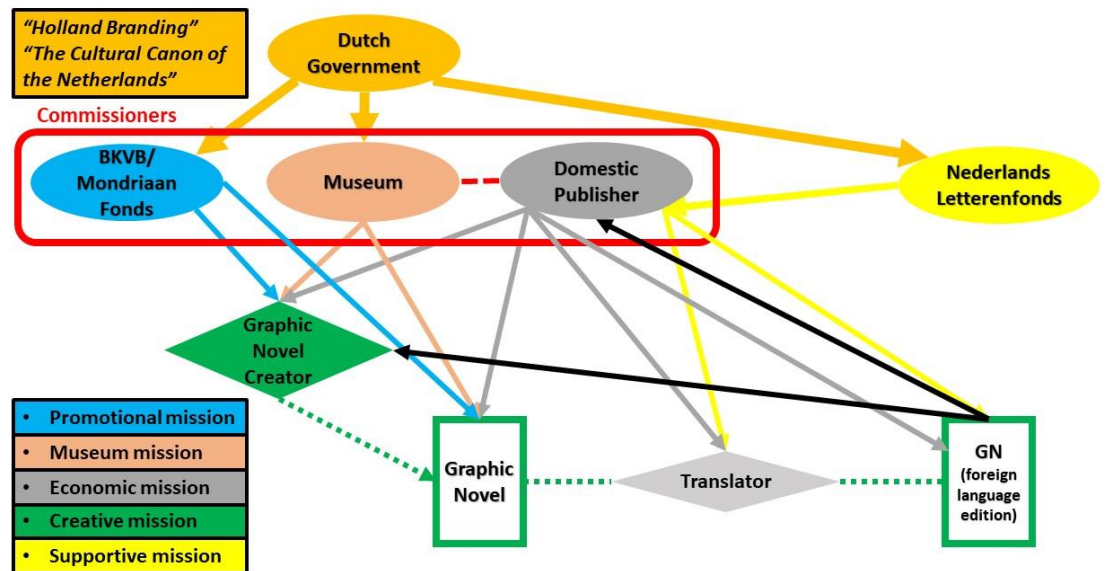 “Holland Branding”
“The Cultural Canon of
the Netherlands”
Dutch
Government
Commissioners
BKVB/
Mondriaan
Fonds
Museum
Domestic
Publisher
Nederlands
Letterenfonds
Graphic
Novel
Creator
• Promotional mission
• Museum mission
• Economic mission
• Creative mission
• Supportive mission
Graphic
Novel
Translator
GN
(foreign
language
edition)